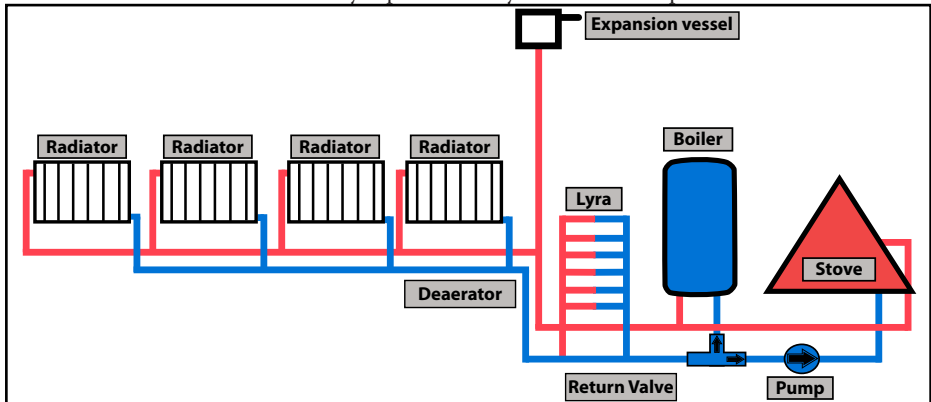 Expansion vessel
Radiator
Radiator
Radiator
Radiator
Boiler
Lyra
Stove
Deaerator
Return Valve
Pump